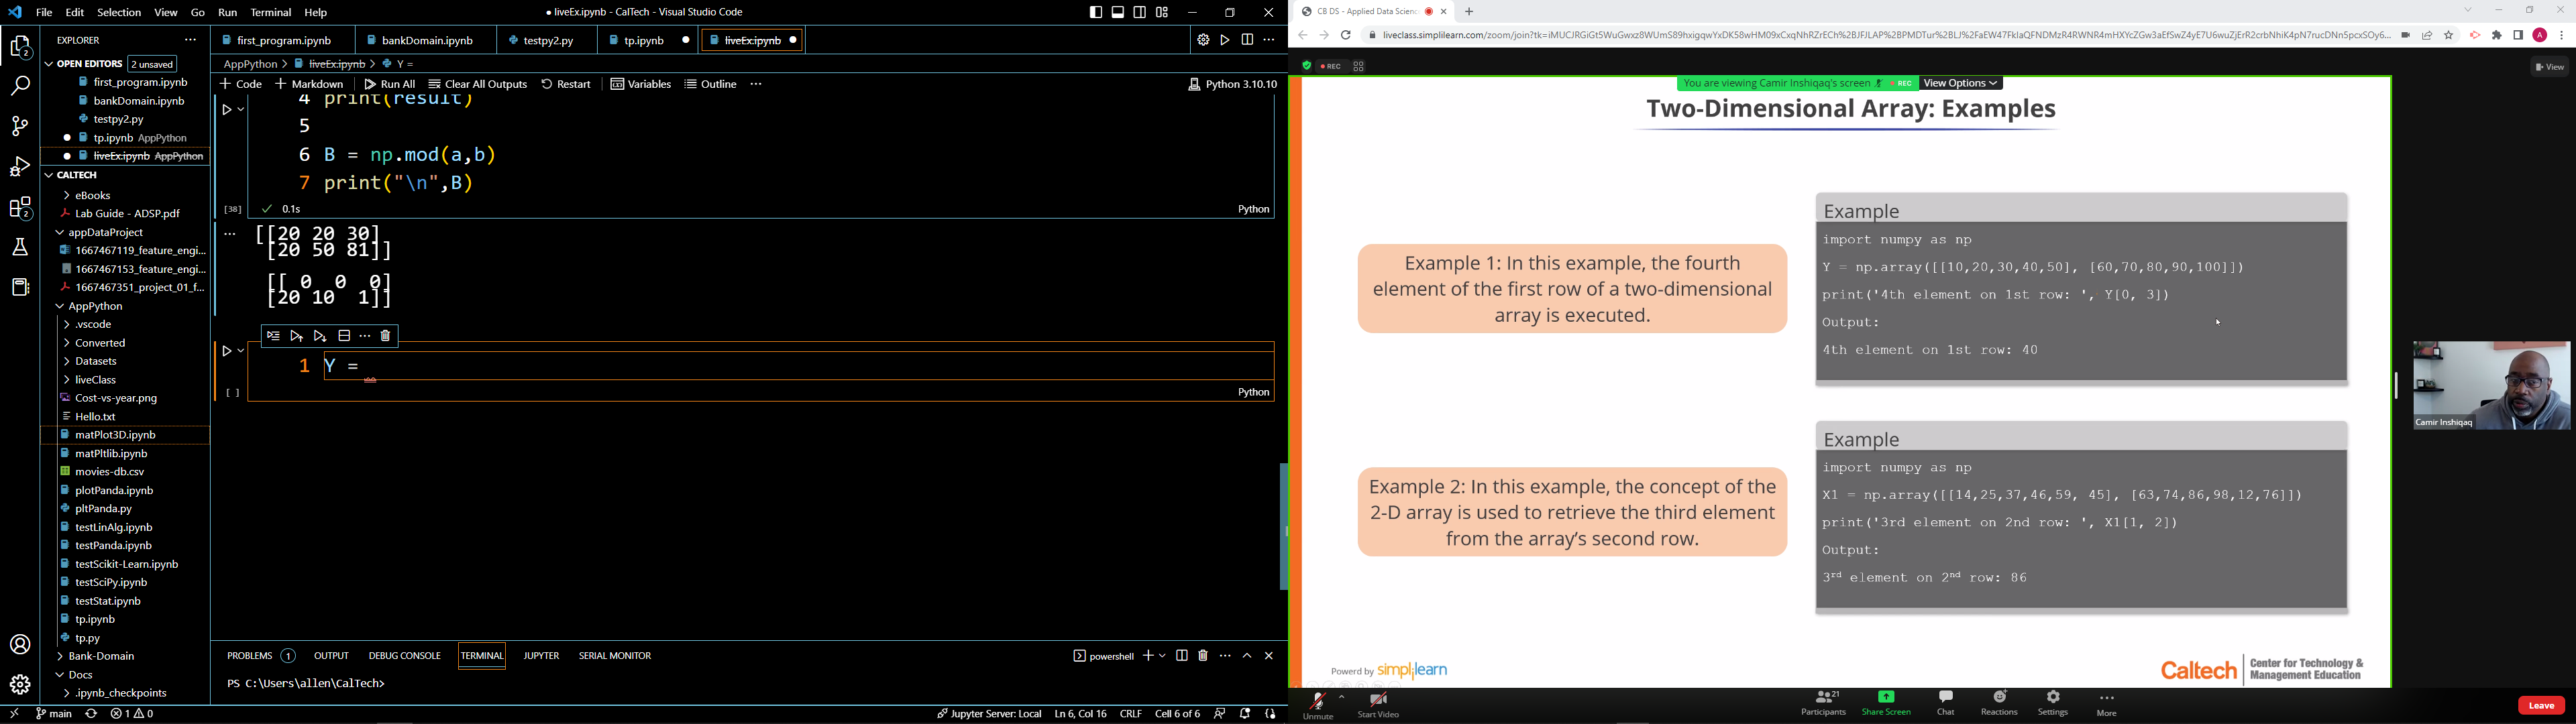 File Edit Selection View Go Run Terminal Help
● liveEx.ipynb - CalTech - Visual Studio Code
EXPLORER
OPEN EDITORS 2 unsaved
first_program.ipynb
bankDomain.ipynb
testpy2.py
tp.ipynb AppPython
liveEx.ipynb AppPython
CALTECH
eBooks
Lab Guide - ADSP.pdf
appDataProject
1667467119_feature_engi...
1667467153_feature_engi...
1667467351_project_01_f...
AppPython
.vscode
Converted
Datasets
liveClass
Cost-vs-year.png
Hello.txt
matPlot3D.ipynb
matPltlib.ipynb
movies-db.csv
plotPanda.ipynb
pltPanda.py
testLinAlg.ipynb
testPanda.ipynb
testScikit-Learn.ipynb
testSciPy.ipynb
testStat.ipynb
tp.ipynb
tp.py
Bank-Domain
Docs
.ipynb_checkpoints
first_program.ipynb bankDomain.ipynb testpy2.py tp.ipynb liveEx.ipynb
AppPython > liveEx.ipynb > Y =
+ Code + Markdown Run All Clear All Outputs Restart Variables Outline ... Python 3.10.10
4 print(result)
5
6 B = np.mod(a,b)
7 print("\n",B)
[38] 0.1s Python
[[20 20 30]
[20 50 81]]
[[ 0 0 0]
[20 10 1]]
1 Y =
[ ] Python
PROBLEMS 1 OUTPUT DEBUG CONSOLE TERMINAL JUPYTER SERIAL MONITOR
powershell
PS C:\Users\allen\CalTech>
main 1 0 Jupyter Server: Local Ln 6, Col 16 CRLF Cell 6 of 6
CB DS - Applied Data Scienc
REC
View
You are viewing Camir Inshiqaq's screen REC View Options
Two-Dimensional Array: Examples
Example 1: In this example, the fourth
element of the first row of a two-dimensional
array is executed.
Example
import numpy as np
Y = np.array([[10,20,30,40,50], [60,70,80,90,100]])
print('4th element on 1st row: ', Y[0, 3])
Output:
4th element on 1st row: 40
Example 2: In this example, the concept of the
2-D array is used to retrieve the third element
from the array's second row.
Example
import numpy as np
X1 = np.array([[14,25,37,46,59, 45], [63,74,86,98,12,76]])
print('3rd element on 2nd row: ', X1[1, 2])
Output:
3rd element on 2nd row: 86
Camir Inshiqaq
Powerd by simplilearn
Caltech Center for Technology &
Management Education
Unmute Start Video Participants 21 Share Screen Chat Reactions Settings More Leave